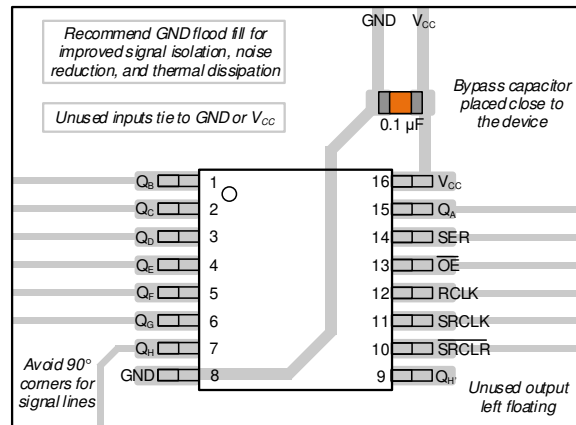 GND VCC
Recommend GND flood fill for
improved signal isolation, noise
reduction, and thermal dissipation
Unused inputs tie to GND or VCC
Bypass capacitor
placed close to
the device
0.1 µF
QB 1 16 VCC
QC 2 15 QA
QD 3 14 SER
QE 4 13 O̅E̅
QF 5 12 RCLK
QG 6 11 SRCLK
QH 7 10 S̅R̅C̅L̅R̅
GND 8 9 QH'
Avoid 90°
corners for
signal lines
Unused output
left floating